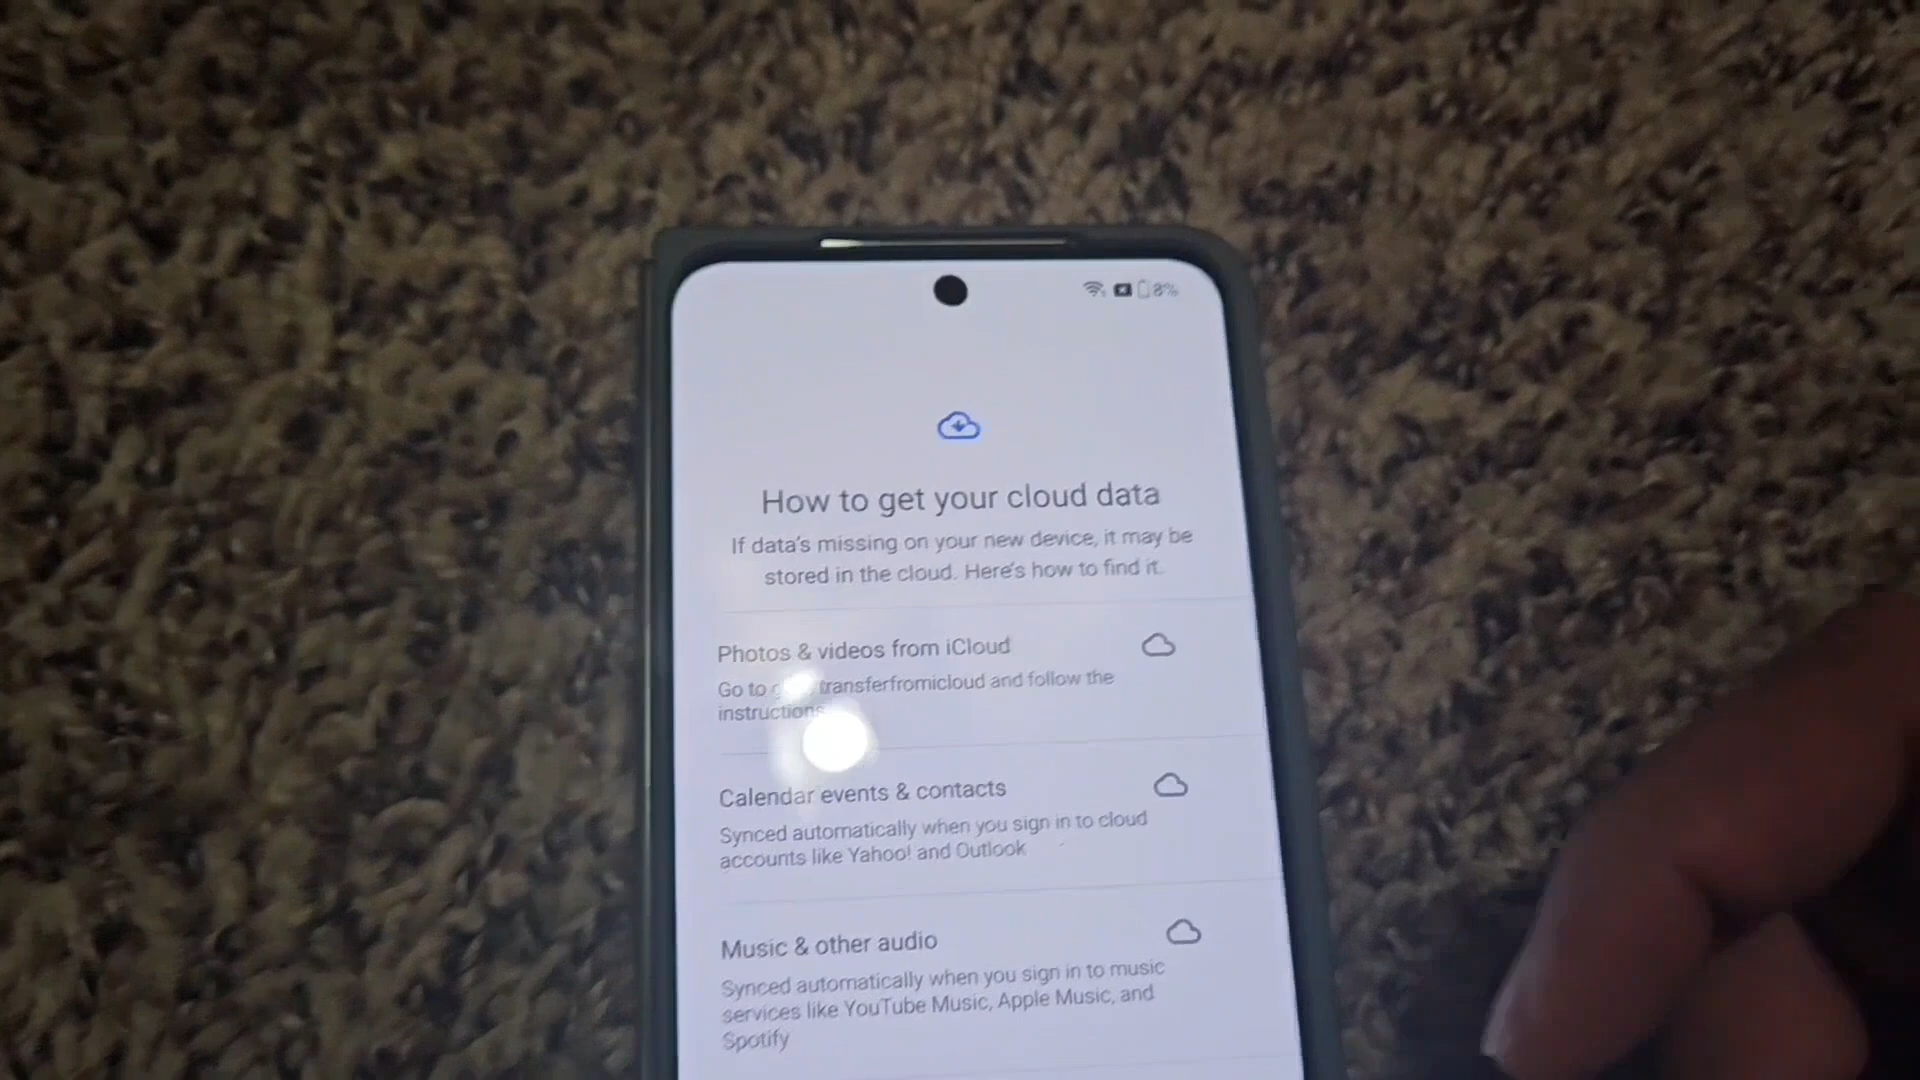 8%
How to get your cloud data
If data's missing on your new device, it may be
stored in the cloud. Here's how to find it.
Photos & videos from iCloud
Go to transferfromicloud and follow the
instructions
Calendar events & contacts
Synced automatically when you sign in to cloud
accounts like Yahoo! and Outlook
Music & other audio
Synced automatically when you sign in to music
services like YouTube Music, Apple Music, and
Spotify